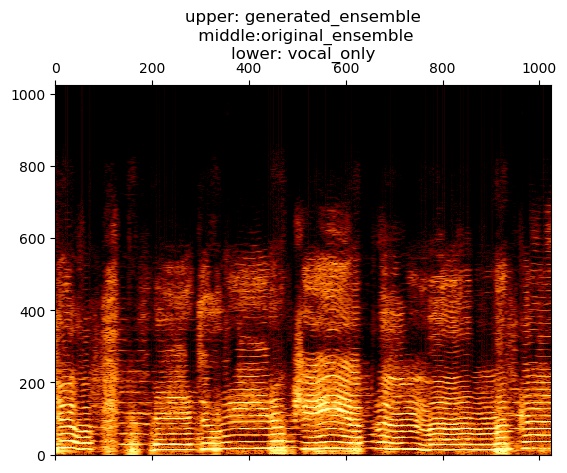 upper: generated_ensemble
middle:original_ensemble
lower: vocal_only
0 200 400 600 800 1000
1000
800
600
400
200
0